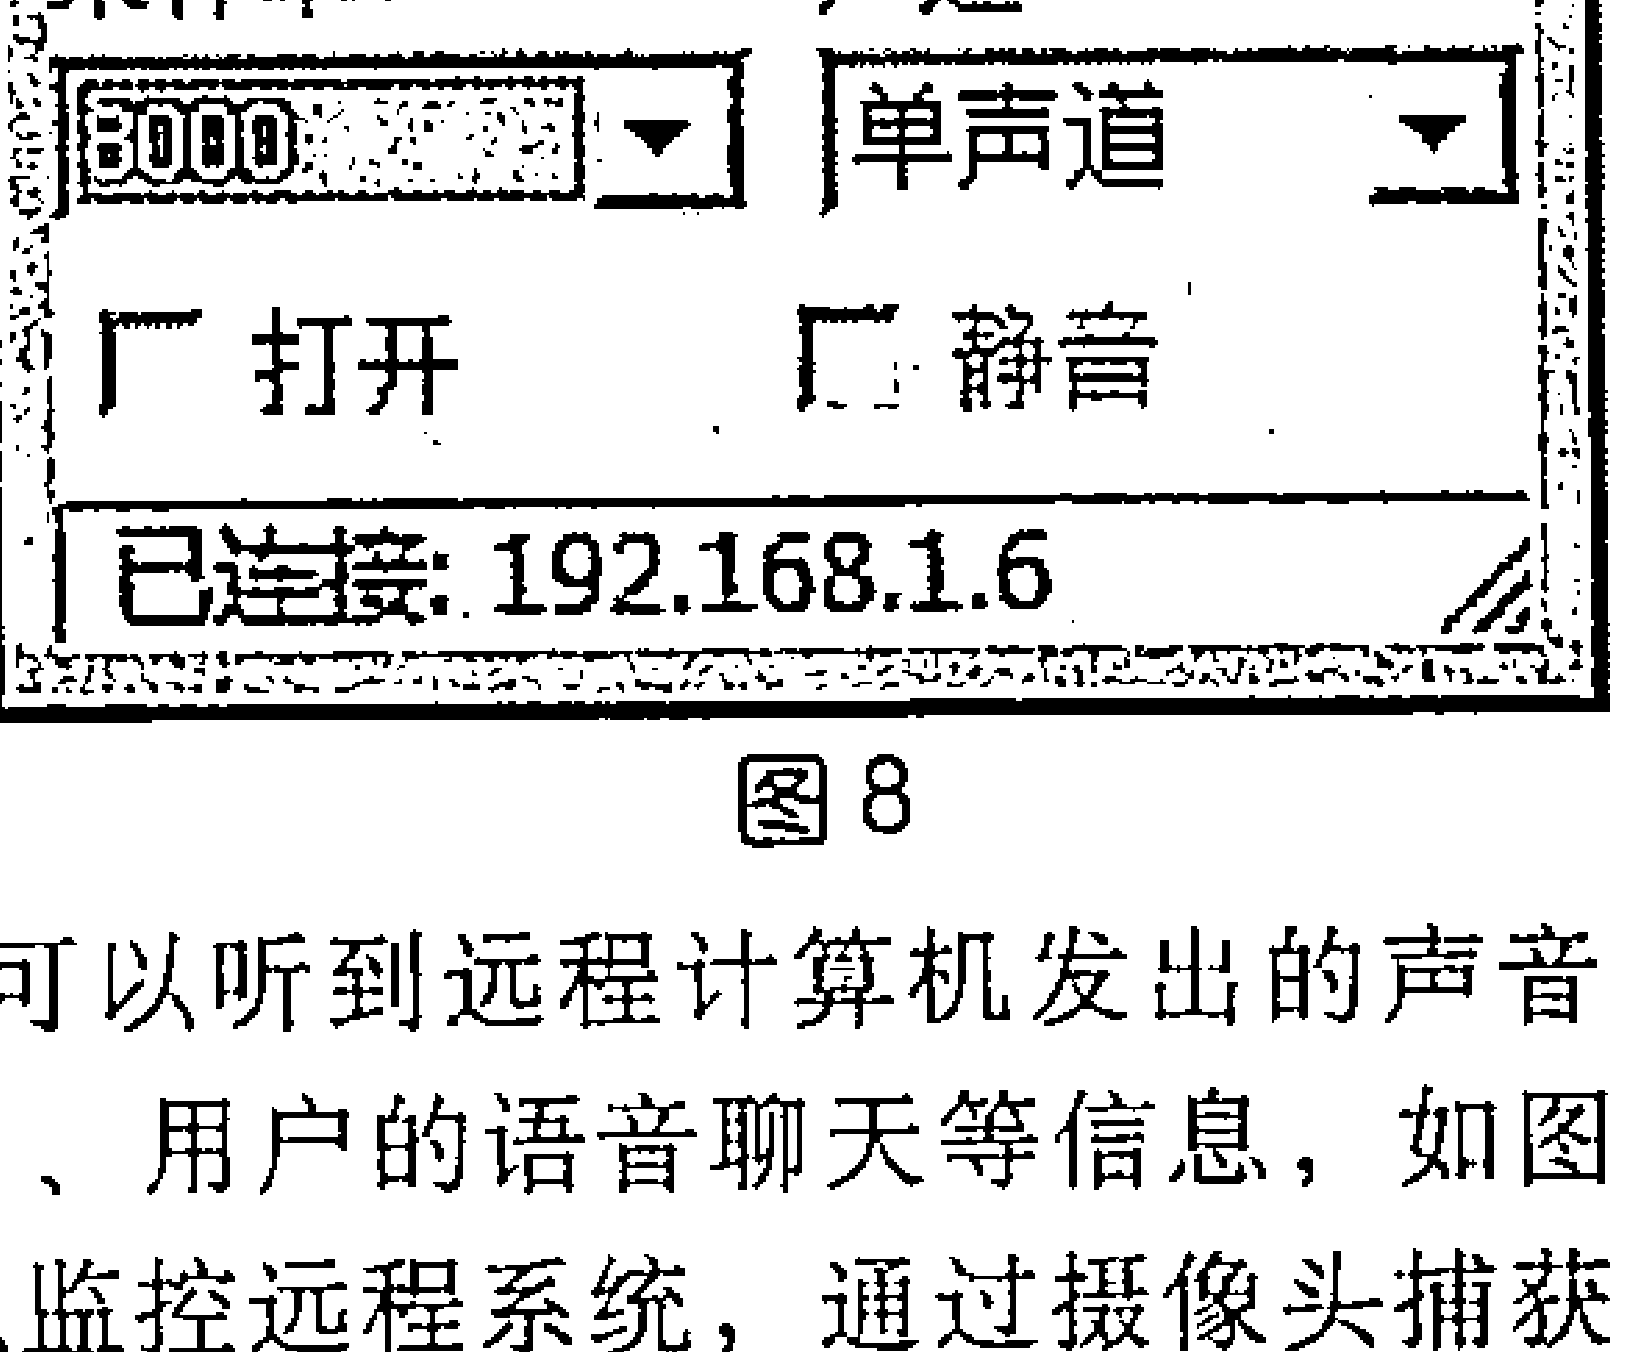 8000 单声道
打开 静音
已连接: 192.168.1.6
图 8
可以听到远程计算机发出的声音
、用户的语音聊天等信息，如图
监控远程系统，通过摄像头捕获